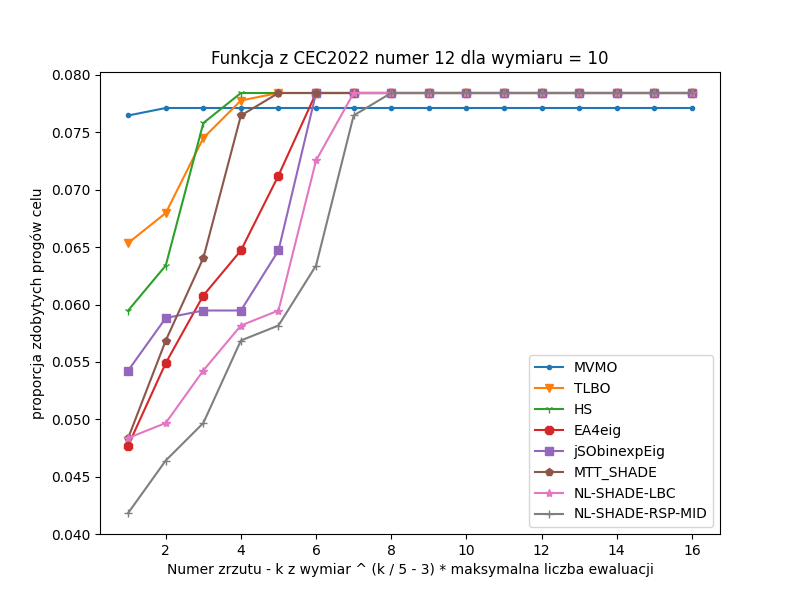 Funkcja z CEC2022 numer 12 dla wymiaru = 10
proporcja zdobytych progów celu
0.080
0.075
0.070
0.065
0.060
0.055
0.050
0.045
0.040
MVMO
TLBO
HS
EA4eig
jSObinexpEig
MTT_SHADE
NL-SHADE-LBC
NL-SHADE-RSP-MID
2 4 6 8 10 12 14 16
Numer zrzutu - k z wymiar ^ (k / 5 - 3) * maksymalna liczba ewaluacji